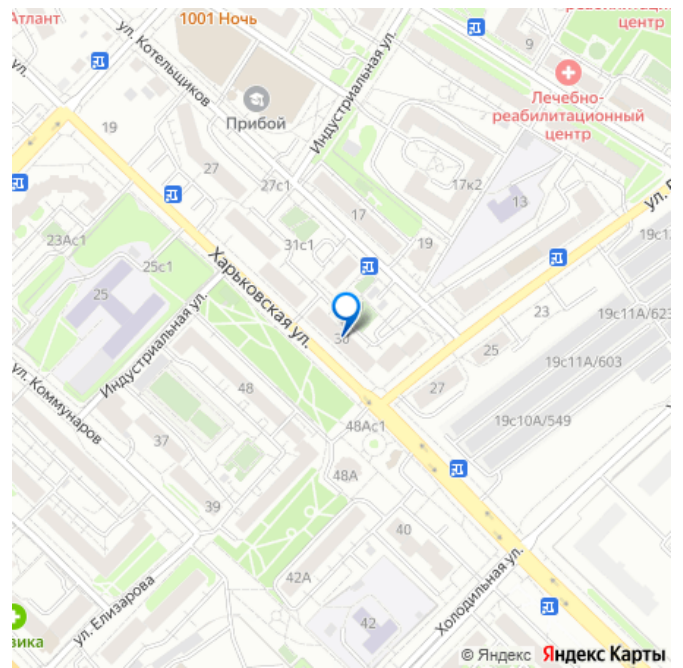 Атлант
1001 Ночь
ул. Котельщиков
реабилитац
центр
9
Лечебно-
реабилитационный
центр
ул.
19
Прибой
Индустриальная ул.
27
27с1
17
17к2
13
19
31с1
23Ас1
25с1
25
Харьковская ул.
19с1
23
19с11А/623
25
19с11А/603
27
19с10А/549
Индустриальная ул.
48
48Ас1
ул. Коммунаров
37
39
48А
40
42А
42
Холодильная ул.
ул. Елизарова
зика
© Яндекс Яндекс Карты